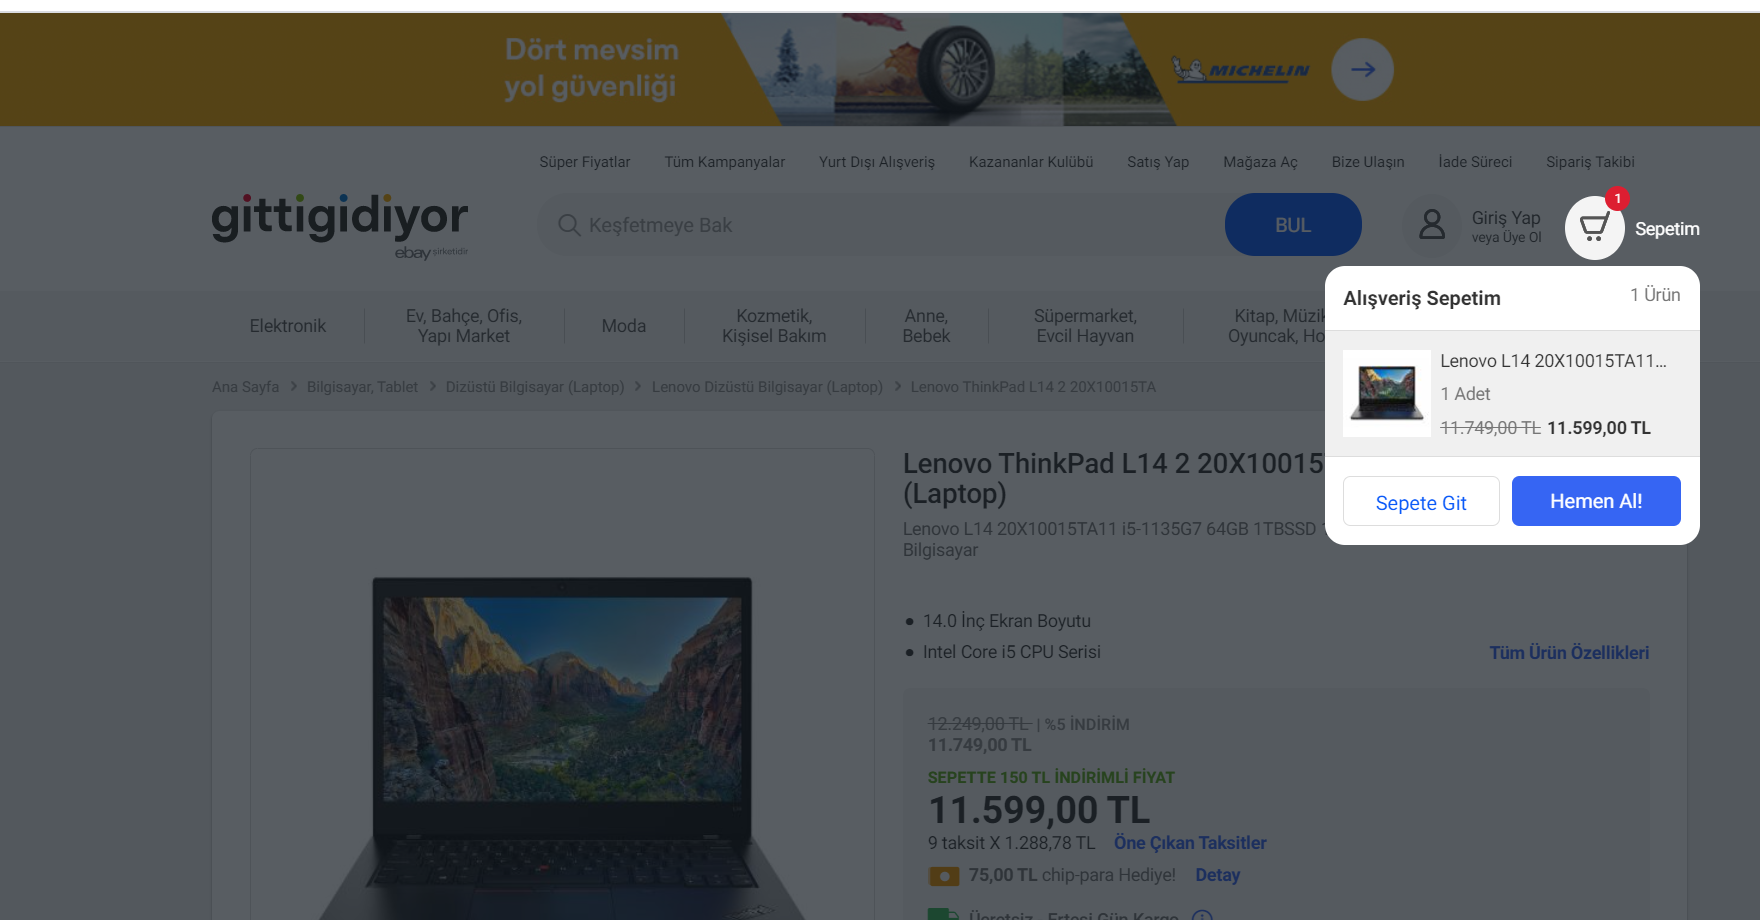 Dört mevsim
yol güvenliği
MICHELIN
Süper Fiyatlar
Tüm Kampanyalar
Yurt Dışı Alışveriş
Kazananlar Kulübü
Satış Yap
Mağaza Aç
Bize Ulaşın
İade Süreci
Sipariş Takibi
gittigidiyor
ebay şirketidir
Keşfetmeye Bak
BUL
Giriş Yap
veya Üye Ol
1
Sepetim
Elektronik
Ev, Bahçe, Ofis,
Yapı Market
Moda
Kozmetik,
Kişisel Bakım
Anne,
Bebek
Süpermarket,
Evcil Hayvan
Kitap, Müzik
Oyuncak, Ho
Alışveriş Sepetim
1 Ürün
Lenovo L14 20X10015TA11...
1 Adet
11.749,00 TL 11.599,00 TL
Sepete Git
Hemen Al!
Ana Sayfa > Bilgisayar, Tablet > Dizüstü Bilgisayar (Laptop) > Lenovo Dizüstü Bilgisayar (Laptop) > Lenovo ThinkPad L14 2 20X10015TA
Lenovo ThinkPad L14 2 20X10015
(Laptop)
Lenovo L14 20X10015TA11 i5-1135G7 64GB 1TBSSD
Bilgisayar
• 14.0 İnç Ekran Boyutu
• Intel Core i5 CPU Serisi
Tüm Ürün Özellikleri
12.249,00 TL | %5 İNDİRİM
11.749,00 TL
SEPETTE 150 TL İNDİRİMLİ FİYAT
11.599,00 TL
9 taksit X 1.288,78 TL Öne Çıkan Taksitler
75,00 TL chip-para Hediye! Detay
Ücretsiz - Ertesi Gün Kargo